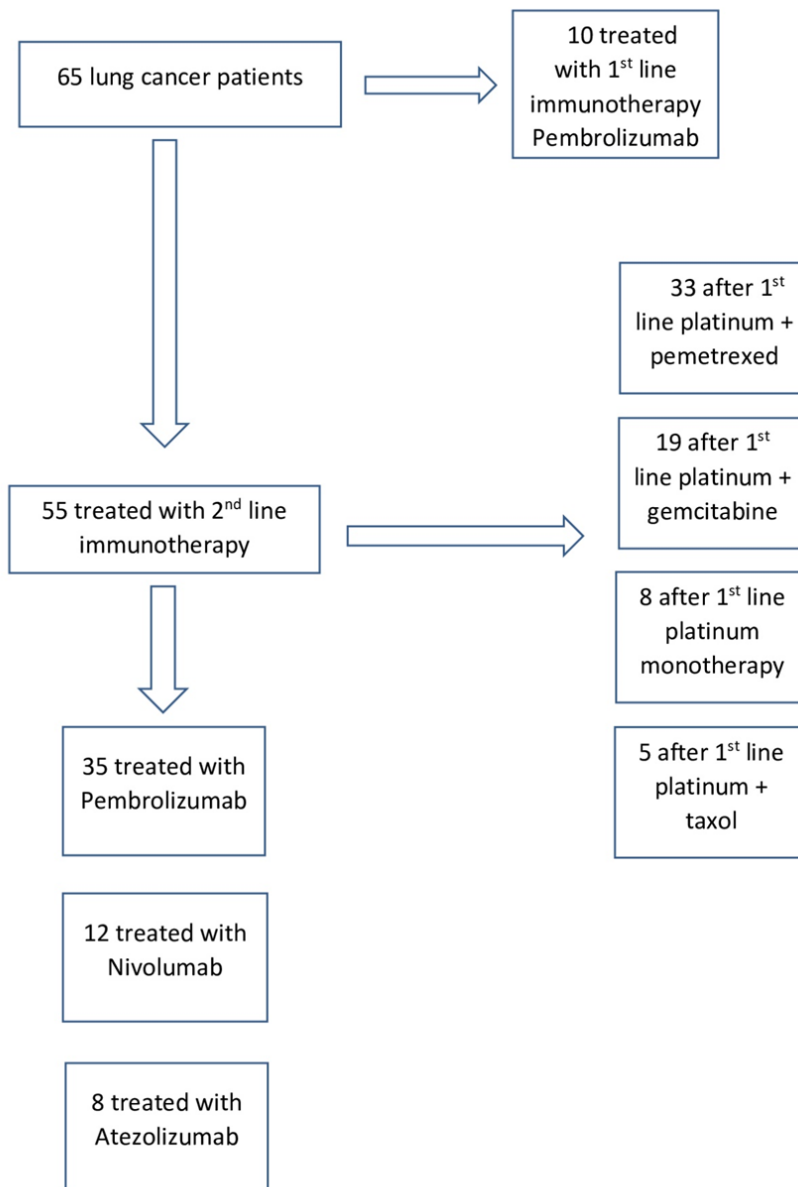 65 lung cancer patients
10 treated
with 1st line
immunotherapy
Pembrolizumab
33 after 1st
line platinum +
pemetrexed
19 after 1st
line platinum +
gemcitabine
55 treated with 2nd line
immunotherapy
8 after 1st line
platinum
monotherapy
5 after 1st line
platinum +
taxol
35 treated with
Pembrolizumab
12 treated with
Nivolumab
8 treated with
Atezolizumab